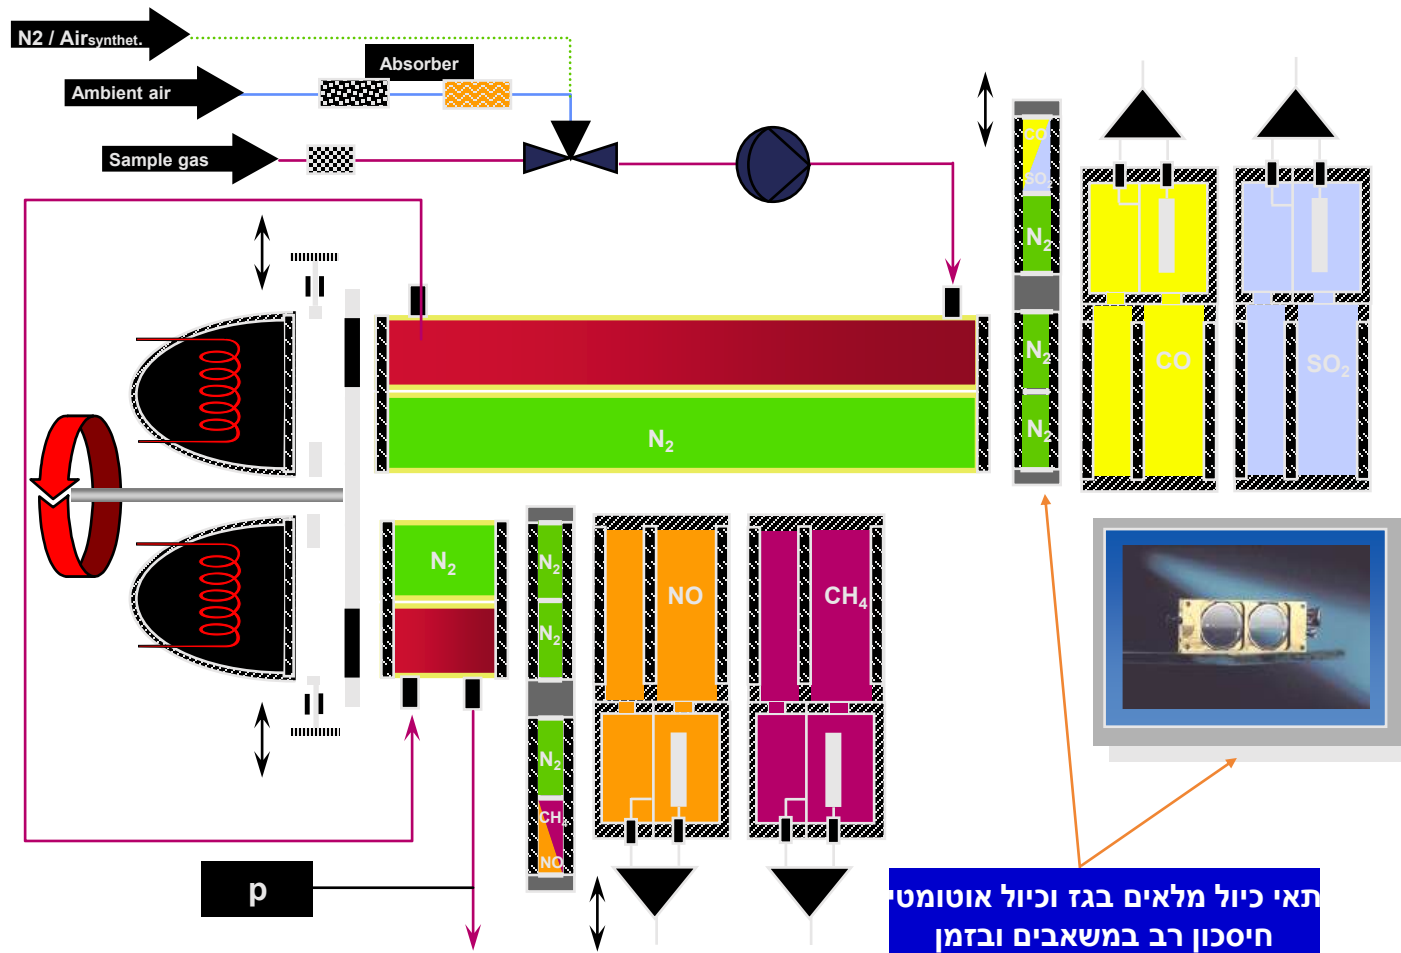 N2 / Airsynthet.
Absorber
Ambient air
Sample gas
CO
SO
N2
N2
N2
CO
SO2
N2
N2
N2
N2
N2
CH4
NO
NO
CH4
p
תאי כיול מלאים בגז וכיול אוטומטי
חיסכון רב במשאבים ובזמן